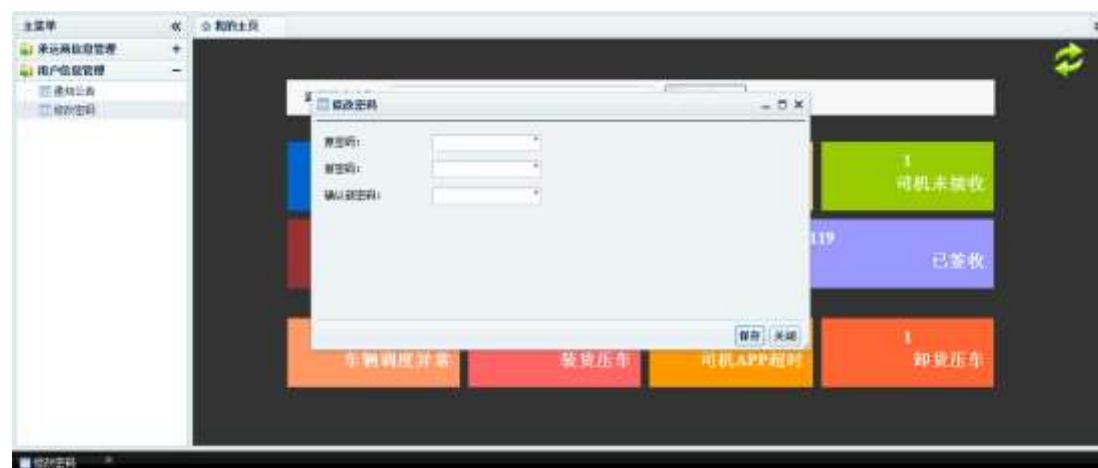 主菜单
我的主页
承运商信息管理
用户信息管理
通知公告
修改密码
修改密码
原密码:
新密码:
确认新密码:
1
司机未接收
119
已签收
保存 关闭
车辆调度异常
装货压车
司机APP超时
1
卸货压车
修改密码